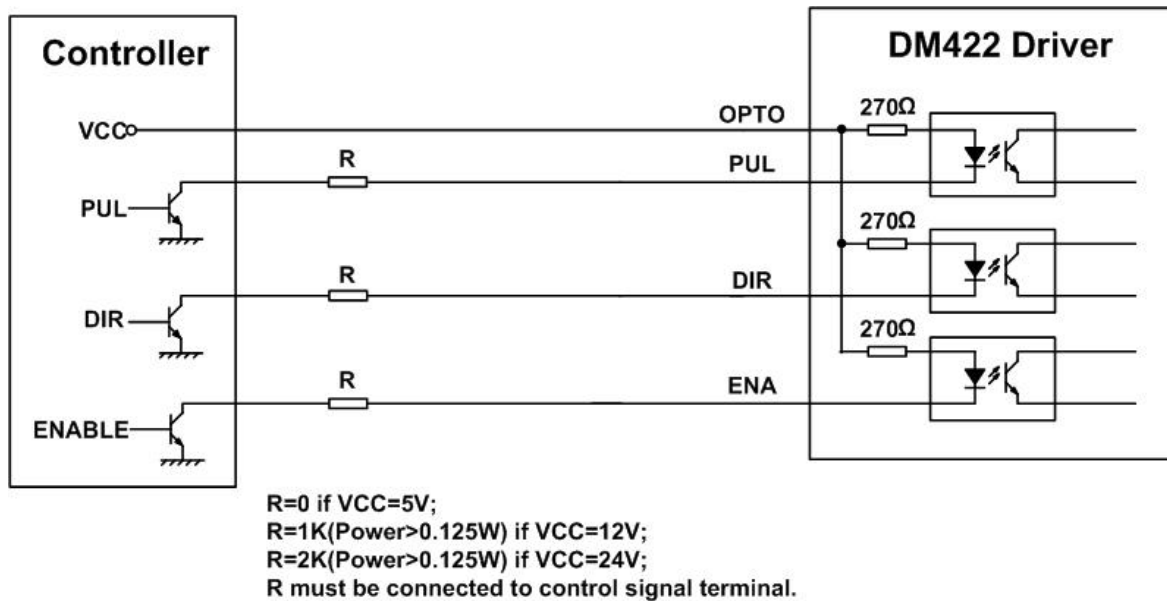 Controller
DM422 Driver
VCC
OPTO
270Ω
R
PUL
PUL
270Ω
R
DIR
DIR
270Ω
R
ENA
ENABLE
R=0 if VCC=5V;
R=1K(Power>0.125W) if VCC=12V;
R=2K(Power>0.125W) if VCC=24V;
R must be connected to control signal terminal.